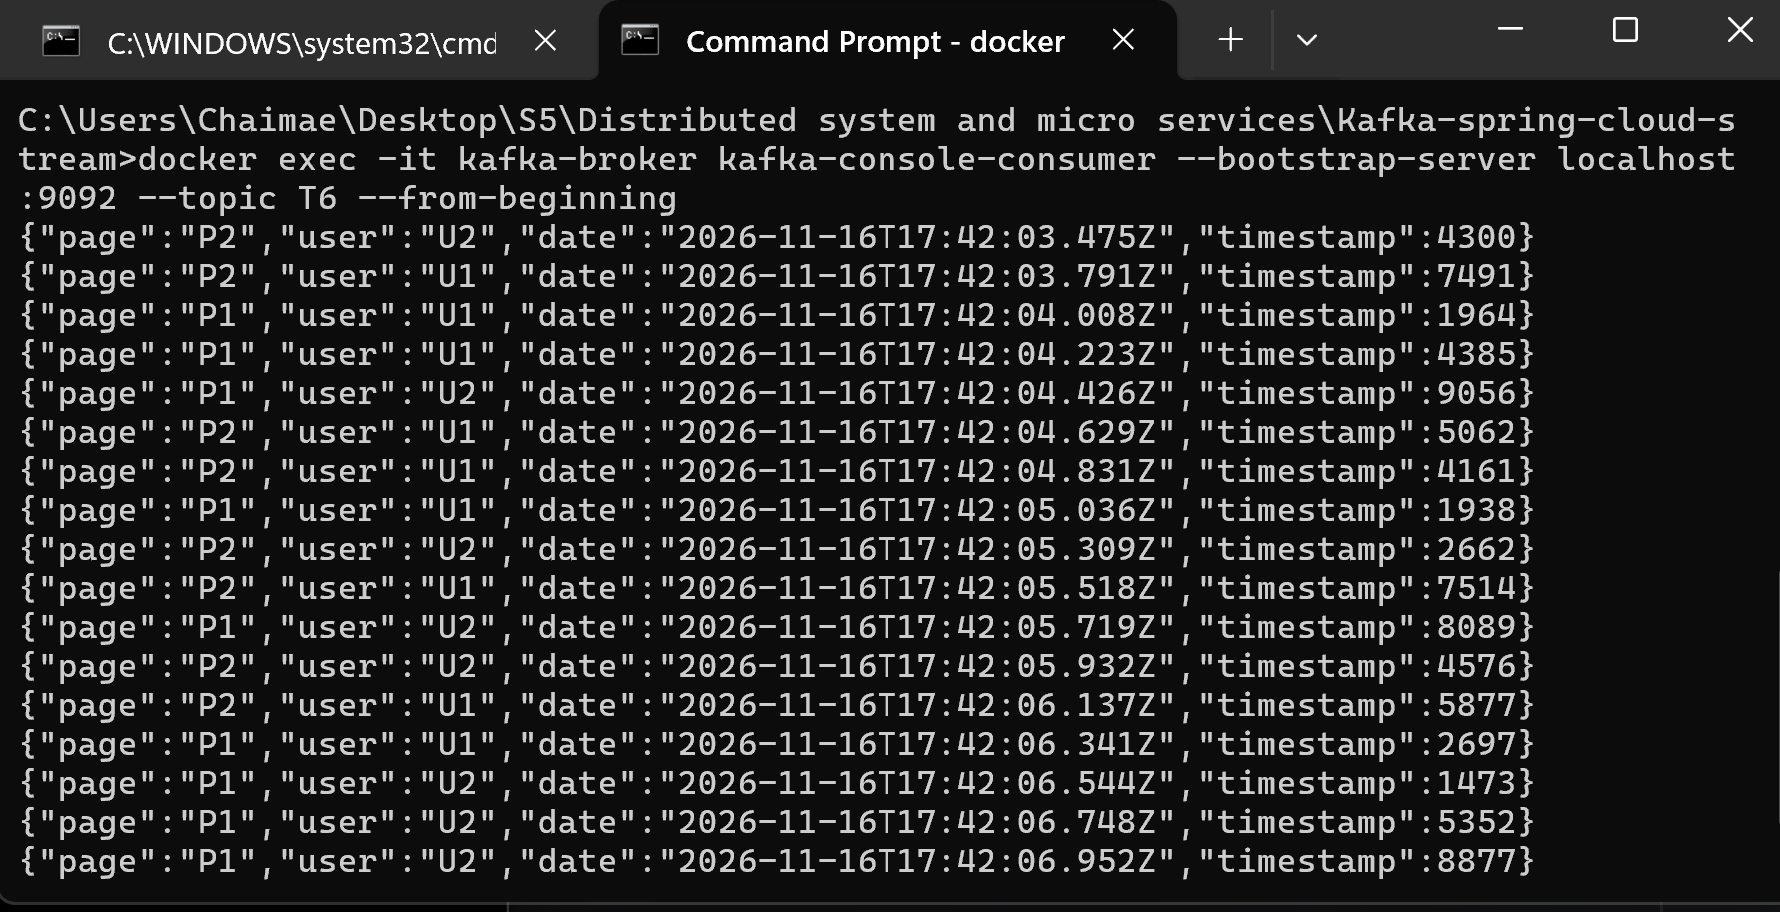 C:\WINDOWS\system32\cmd
Command Prompt - docker
C:\Users\Chaimae\Desktop\S5\Distributed system and micro services\Kafka-spring-cloud-s
tream>docker exec -it kafka-broker kafka-console-consumer --bootstrap-server localhost
:9092 --topic T6 --from-beginning
{"page":"P2","user":"U2","date":"2026-11-16T17:42:03.475Z","timestamp":4300}
{"page":"P2","user":"U1","date":"2026-11-16T17:42:03.791Z","timestamp":7491}
{"page":"P1","user":"U1","date":"2026-11-16T17:42:04.008Z","timestamp":1964}
{"page":"P1","user":"U1","date":"2026-11-16T17:42:04.223Z","timestamp":4385}
{"page":"P1","user":"U2","date":"2026-11-16T17:42:04.426Z","timestamp":9056}
{"page":"P2","user":"U1","date":"2026-11-16T17:42:04.629Z","timestamp":5062}
{"page":"P2","user":"U1","date":"2026-11-16T17:42:04.831Z","timestamp":4161}
{"page":"P1","user":"U1","date":"2026-11-16T17:42:05.036Z","timestamp":1938}
{"page":"P2","user":"U2","date":"2026-11-16T17:42:05.309Z","timestamp":2662}
{"page":"P2","user":"U1","date":"2026-11-16T17:42:05.518Z","timestamp":7514}
{"page":"P1","user":"U2","date":"2026-11-16T17:42:05.719Z","timestamp":8089}
{"page":"P2","user":"U2","date":"2026-11-16T17:42:05.932Z","timestamp":4576}
{"page":"P2","user":"U1","date":"2026-11-16T17:42:06.137Z","timestamp":5877}
{"page":"P1","user":"U1","date":"2026-11-16T17:42:06.341Z","timestamp":2697}
{"page":"P1","user":"U2","date":"2026-11-16T17:42:06.544Z","timestamp":1473}
{"page":"P1","user":"U2","date":"2026-11-16T17:42:06.748Z","timestamp":5352}
{"page":"P1","user":"U2","date":"2026-11-16T17:42:06.952Z","timestamp":8877}